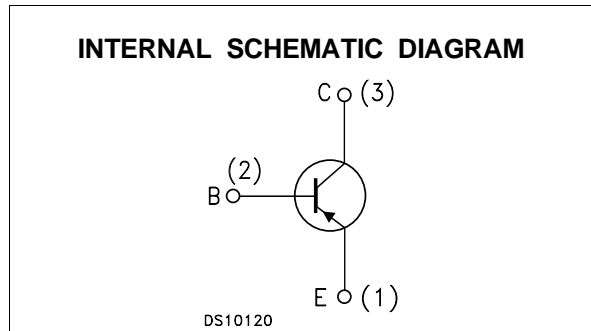 INTERNAL SCHEMATIC DIAGRAM
C (3)
(2)
B
E (1)
DS10120